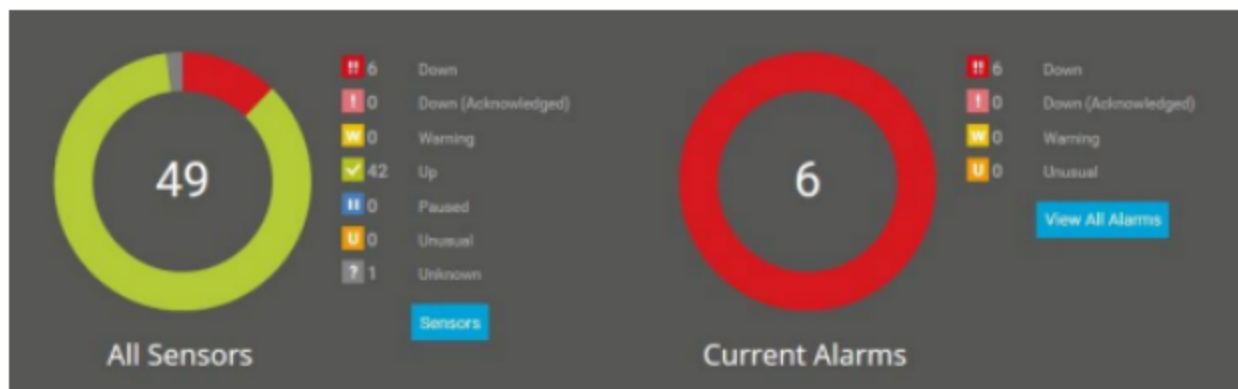 49
All Sensors
!! 6 Down
! 0 Down (Acknowledged)
W 0 Warning
42 Up
0 Paused
U 0 Unusual
? 1 Unknown
Sensors
6
Current Alarms
!! 6 Down
! 0 Down (Acknowledged)
W 0 Warning
U 0 Unusual
View All Alarms